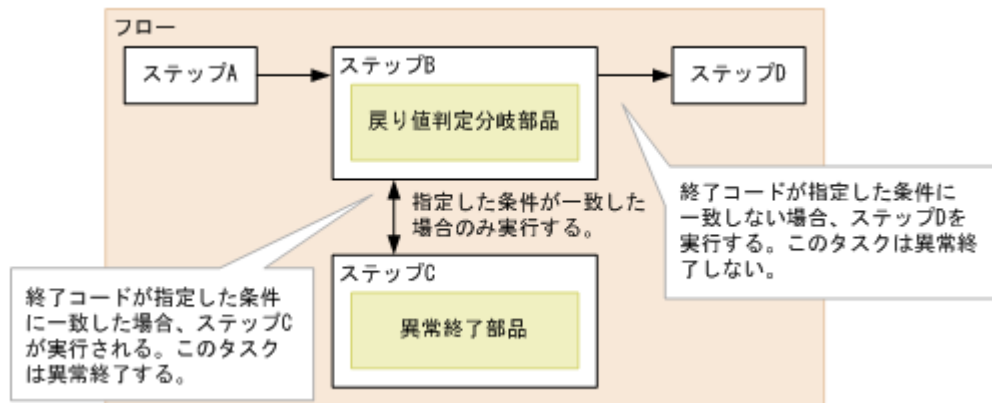 フロー
ステップA
ステップB
ステップD
戻り値判定分岐部品
指定した条件が一致した
場合のみ実行する。
終了コードが指定した条件に
一致しない場合、ステップDを
実行する。このタスクは異常終
了しない。
ステップC
異常終了部品
終了コードが指定した条件
に一致した場合、ステップC
が実行される。このタスク
は異常終了する。